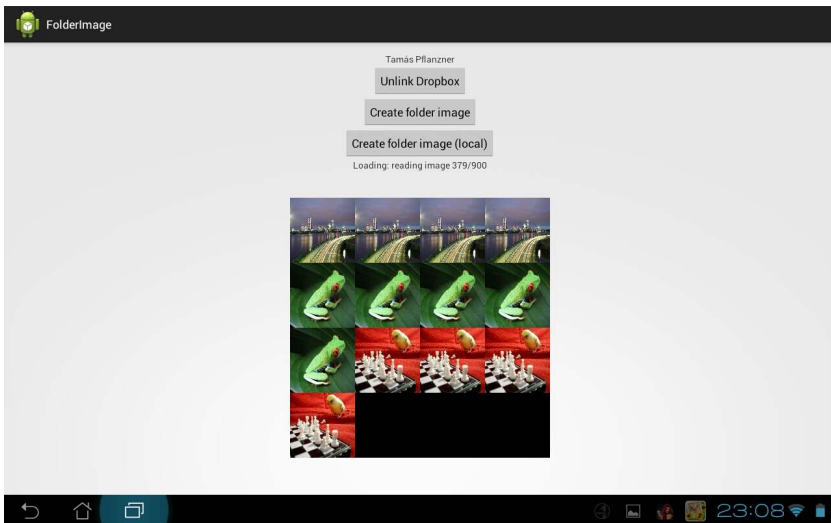 FolderImage
Tamás Pflanzner
Unlink Dropbox
Create folder image
Create folder image (local)
Loading: reading image 379/900
23:08